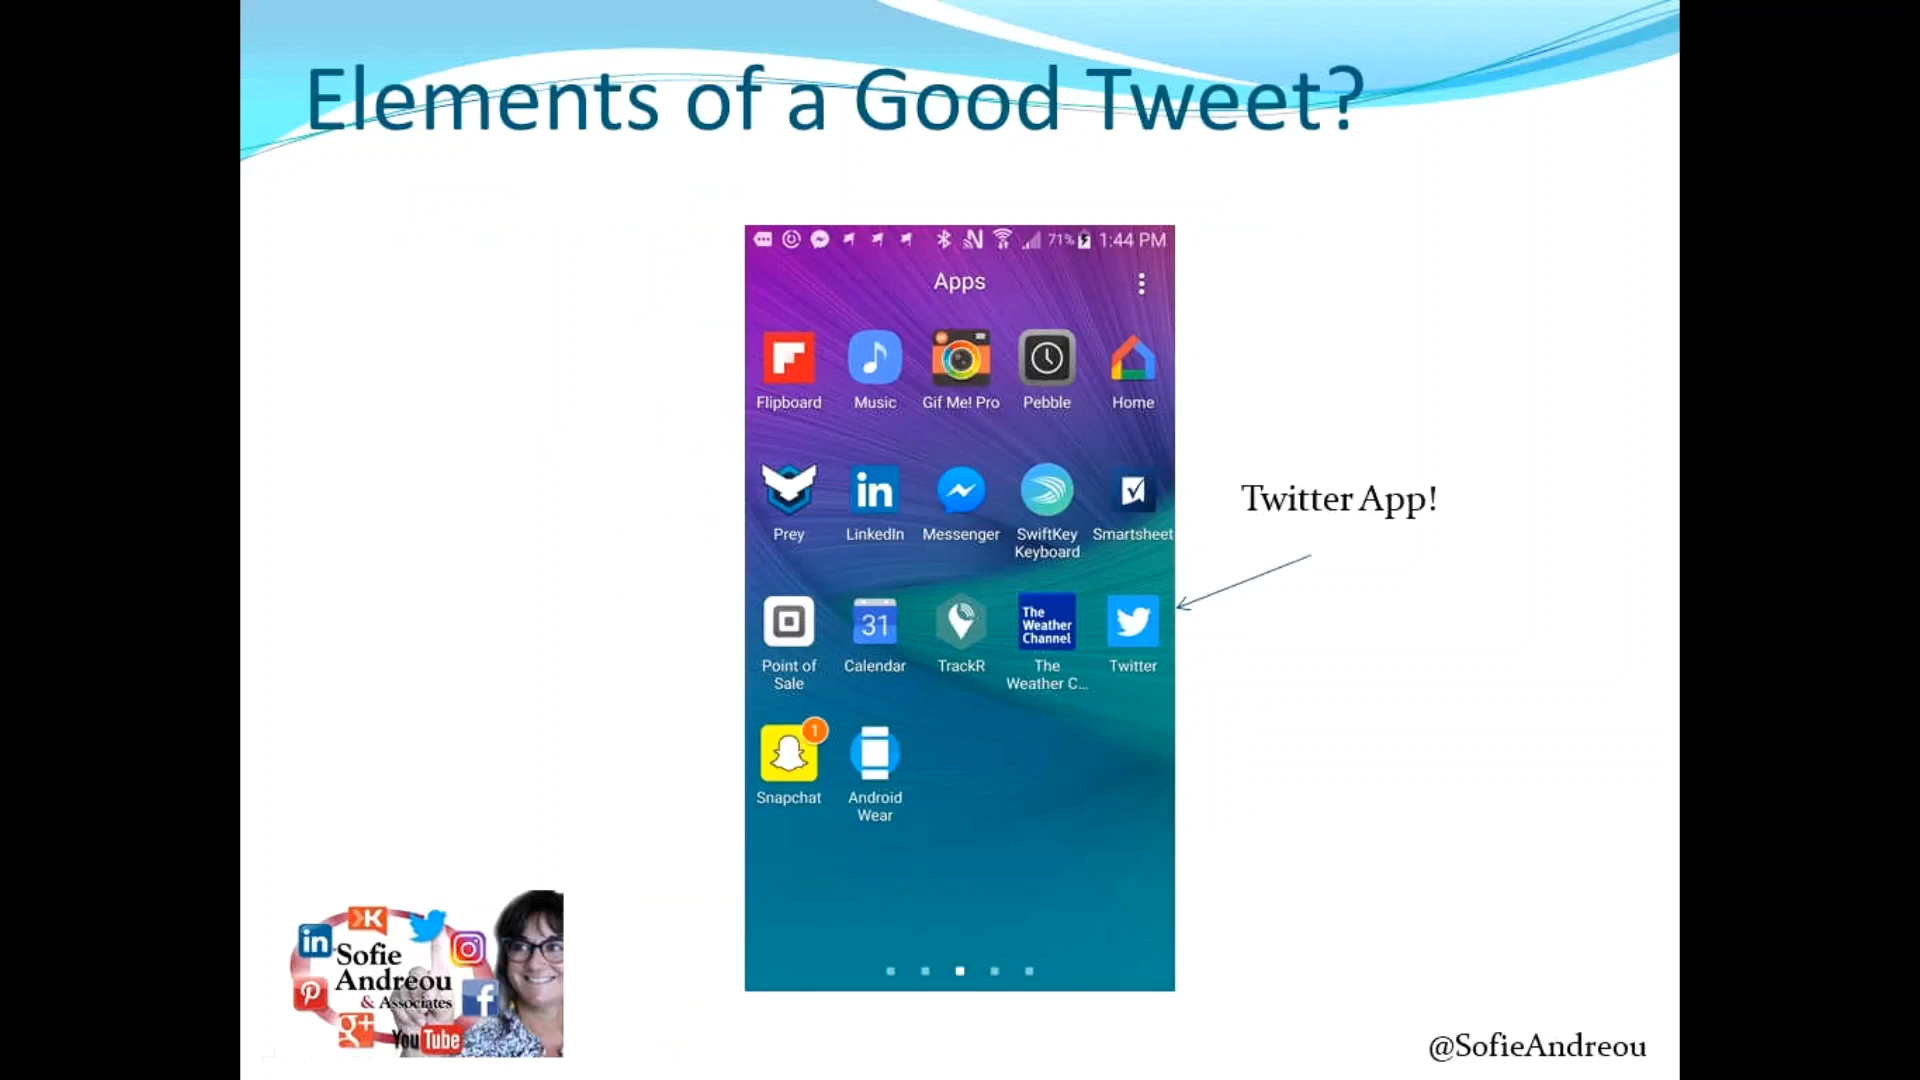 Elements of a Good Tweet?
71% 1:44 PM
Apps
Flipboard Music Gif Me! Pro Pebble Home
Prey LinkedIn Messenger SwiftKey Keyboard Smartsheet
31
The Weather Channel
Point of Sale Calendar TrackR The Weather C... Twitter
1
Snapchat Android Wear
Twitter App!
in
K
Sofie
Andreou
& Associates
g+
YouTube
@SofieAndreou